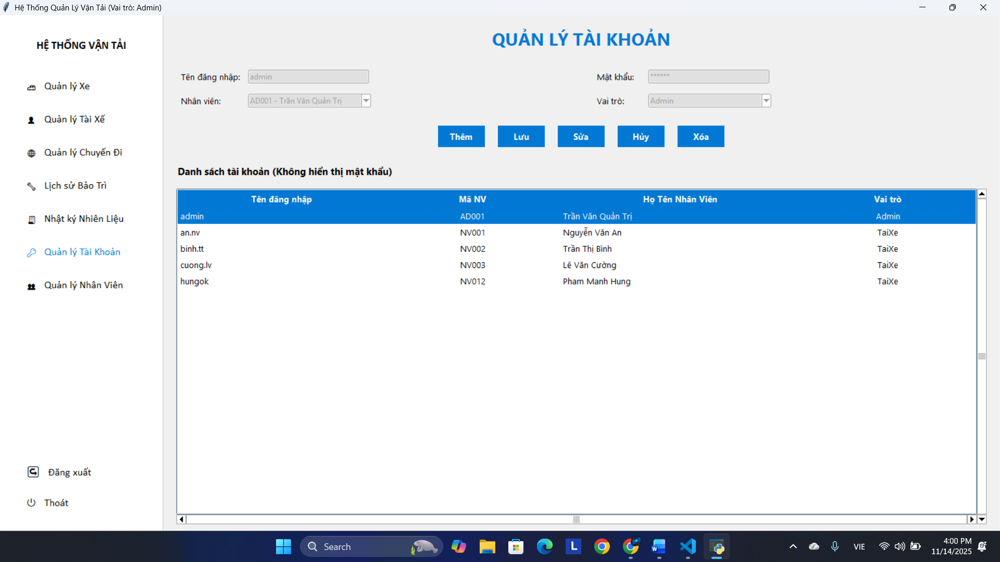 Hệ Thống Quản Lý Vận Tải (Vai trò: Admin)
HỆ THỐNG VẬN TẢI
Quản lý Xe
Quản lý Tài Xế
Quản lý Chuyến Đi
Lịch sử Bảo Trì
Nhật ký Nhiên Liệu
Quản lý Tài Khoản
Quản lý Nhân Viên
Đăng xuất
Thoát
QUẢN LÝ TÀI KHOẢN
Tên đăng nhập: admin Mật khẩu: ******
Nhân viên: AD001 - Trần Văn Quản Trị Vai trò: Admin
Thêm Lưu Sửa Hủy Xóa
Danh sách tài khoản (Không hiển thị mật khẩu)
Tên đăng nhập Mã NV Họ Tên Nhân Viên Vai trò
admin AD001 Trần Văn Quản Trị Admin
an.nv NV001 Nguyễn Văn An TaiXe
binh.tt NV002 Trần Thị Bình TaiXe
cuong.lv NV003 Lê Văn Cường TaiXe
hungok NV012 Pham Manh Hung TaiXe
Search L VIE 4:00 PM
11/14/2025